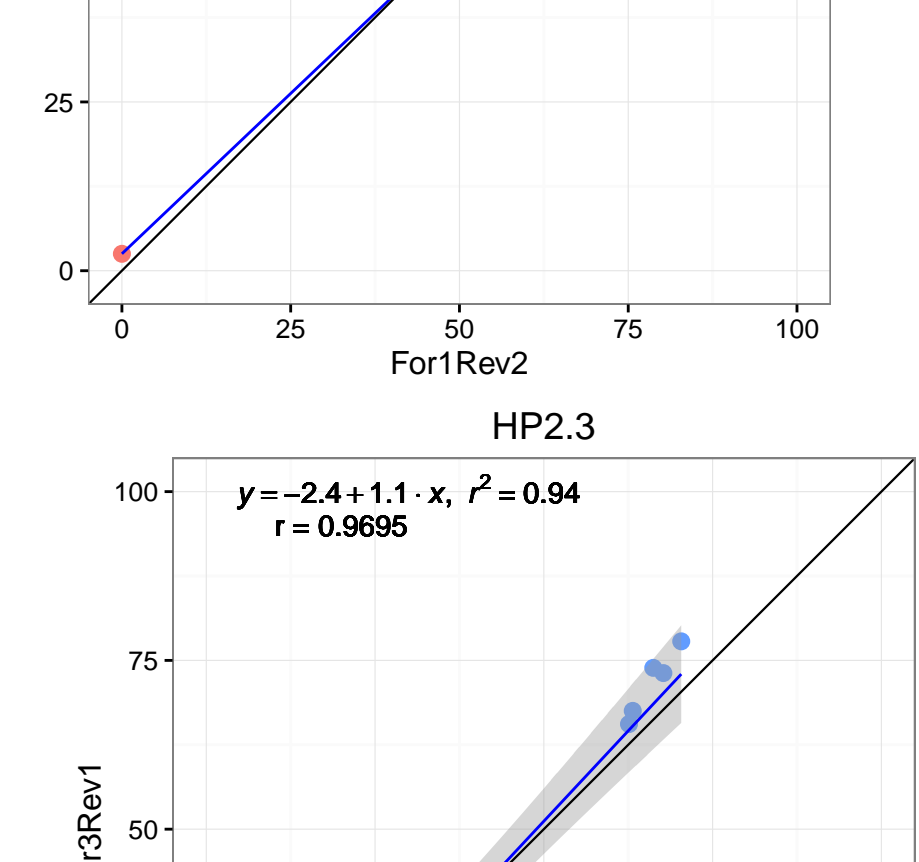 25
0
0 25 50 75 100
For1Rev2
HP2.3
100
y = −2.4 + 1.1 · x, r² = 0.94
r = 0.9695
75
50
r3Rev1